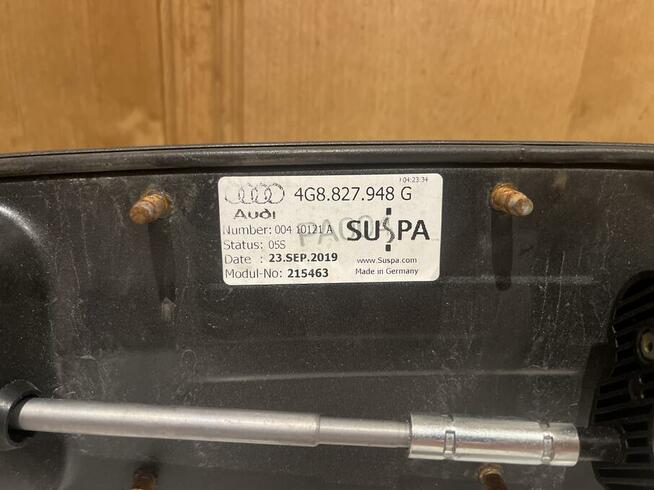 04:23:34
4G8.827.948 G
Audi
Number: 004 10121 A
SUSPA
Status: 05S
Date : 23.SEP.2019
www.Suspa.com
Modul-No: 215463
Made in Germany